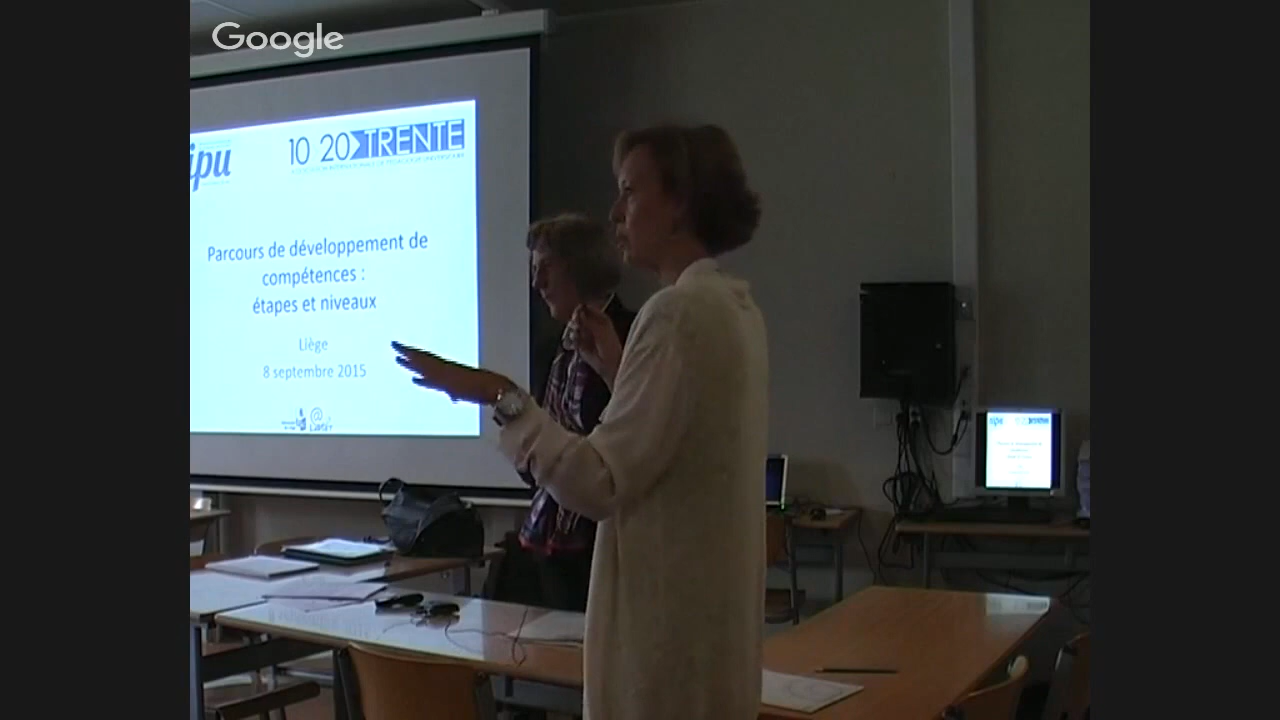 Google
ipu
10 20 TRENTE
Parcours de développement de
compétences :
étapes et niveaux
Liège
8 septembre 2015